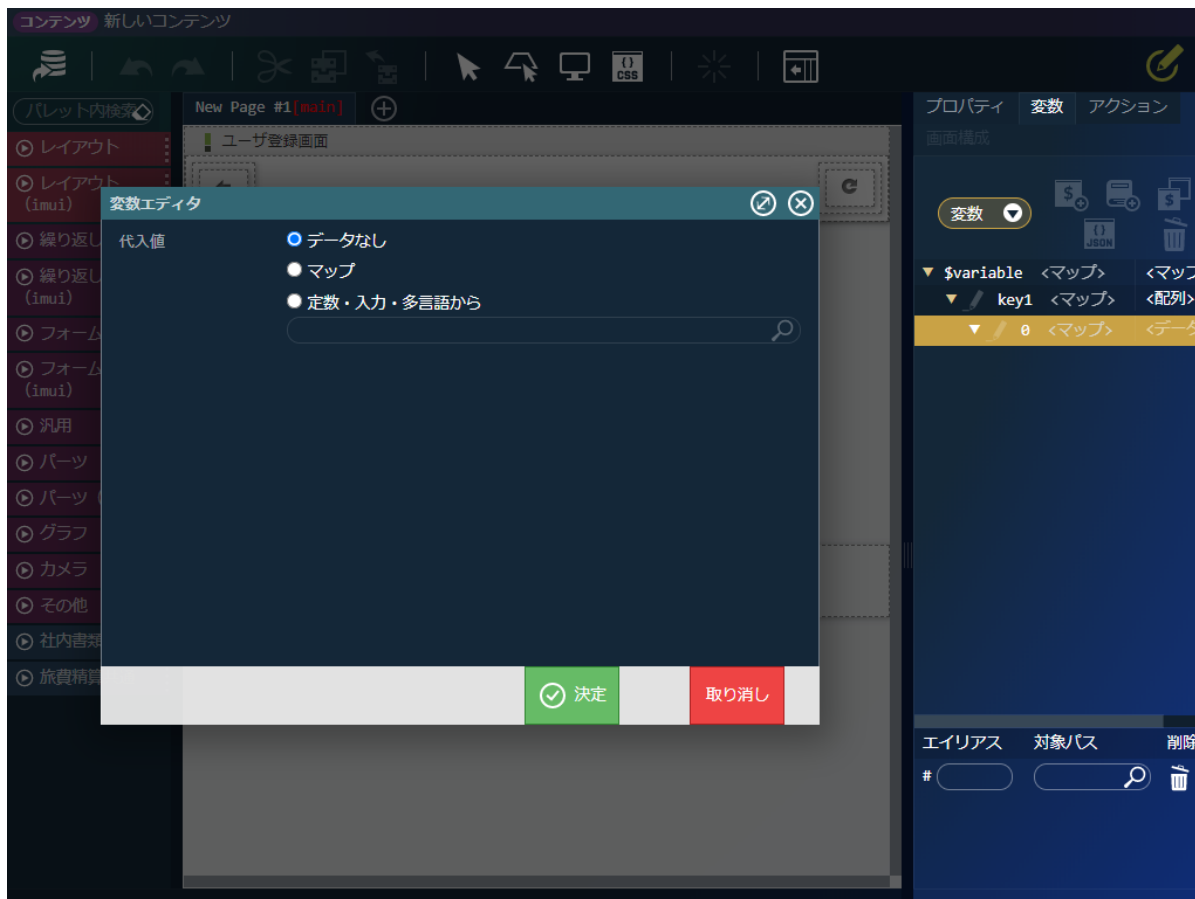 コンテンツ 新しいコンテンツ
{} CSS
パレット内検索
New Page #1[main]
プロパティ 変数 アクション
画面構成
レイアウト
ユーザ登録画面
レイアウト
(imui)
変数エディタ
変数
{} JSON
繰り返し
代入値
データなし
マップ
定数・入力・多言語から
繰り返し
(imui)
$variable <マップ> <マップ
key1 <マップ> <配列>
0 <マップ> <データ
フォーム
フォーム
(imui)
汎用
パーツ
パーツ (
グラフ
カメラ
その他
社内書類
旅費精算
決定
取り消し
エイリアス 対象パス 削除
#